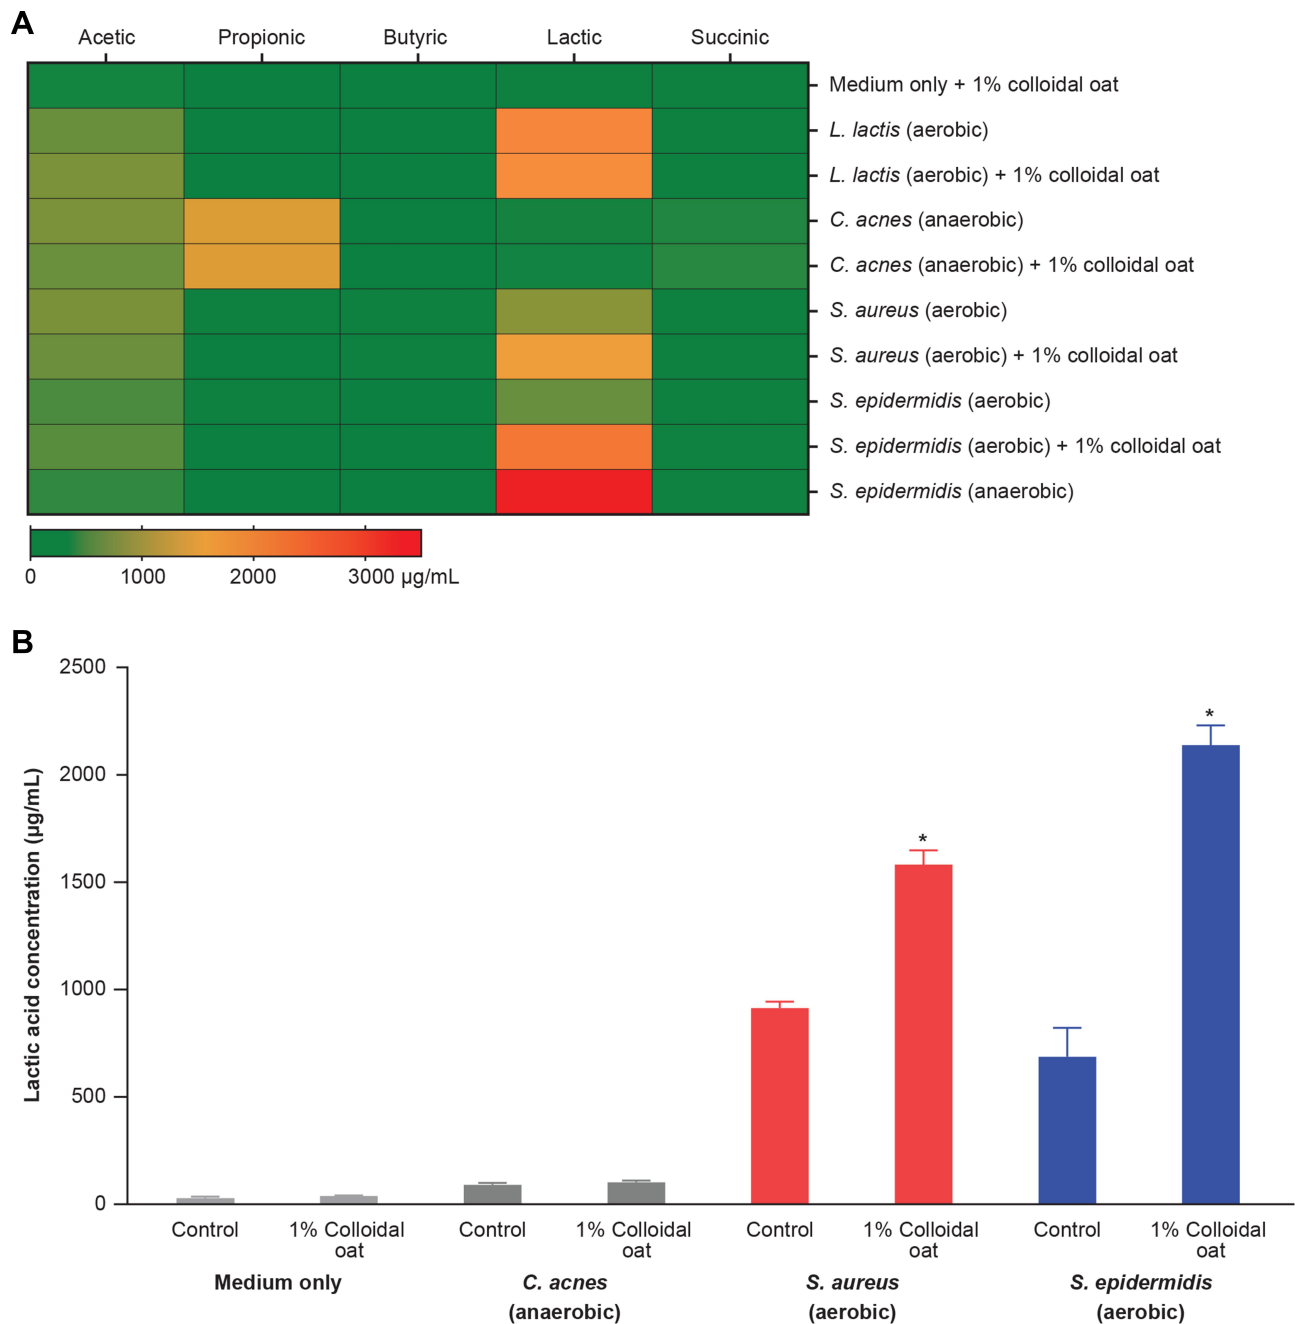 A
Acetic Propionic Butyric Lactic Succinic
Medium only + 1% colloidal oat
L. lactis (aerobic)
L. lactis (aerobic) + 1% colloidal oat
C. acnes (anaerobic)
C. acnes (anaerobic) + 1% colloidal oat
S. aureus (aerobic)
S. aureus (aerobic) + 1% colloidal oat
S. epidermidis (aerobic)
S. epidermidis (aerobic) + 1% colloidal oat
S. epidermidis (anaerobic)
0 1000 2000 3000 µg/mL
B
Lactic acid concentration (µg/mL)
2500
2000
1500
1000
500
0
*
*
Control 1% Colloidal oat Control 1% Colloidal oat Control 1% Colloidal oat Control 1% Colloidal oat
Medium only C. acnes S. aureus S. epidermidis
(anaerobic) (aerobic) (aerobic)